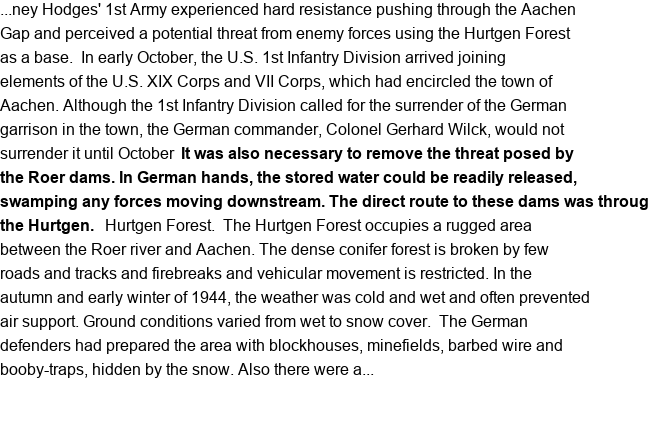 ...ney Hodges' 1st Army experienced hard resistance pushing through the Aachen
Gap and perceived a potential threat from enemy forces using the Hurtgen Forest
as a base.  In early October, the U.S. 1st Infantry Division arrived joining
elements of the U.S. XIX Corps and VII Corps, which had encircled the town of
Aachen. Although the 1st Infantry Division called for the surrender of the German
garrison in the town, the German commander, Colonel Gerhard Wilck, would not
surrender it until October  It was also necessary to remove the threat posed by
the Roer dams. In German hands, the stored water could be readily released,
swamping any forces moving downstream. The direct route to these dams was throug
the Hurtgen.   Hurtgen Forest.  The Hurtgen Forest occupies a rugged area
between the Roer river and Aachen. The dense conifer forest is broken by few
roads and tracks and firebreaks and vehicular movement is restricted. In the
autumn and early winter of 1944, the weather was cold and wet and often prevented
air support. Ground conditions varied from wet to snow cover.  The German
defenders had prepared the area with blockhouses, minefields, barbed wire and
booby-traps, hidden by the snow. Also there were a...